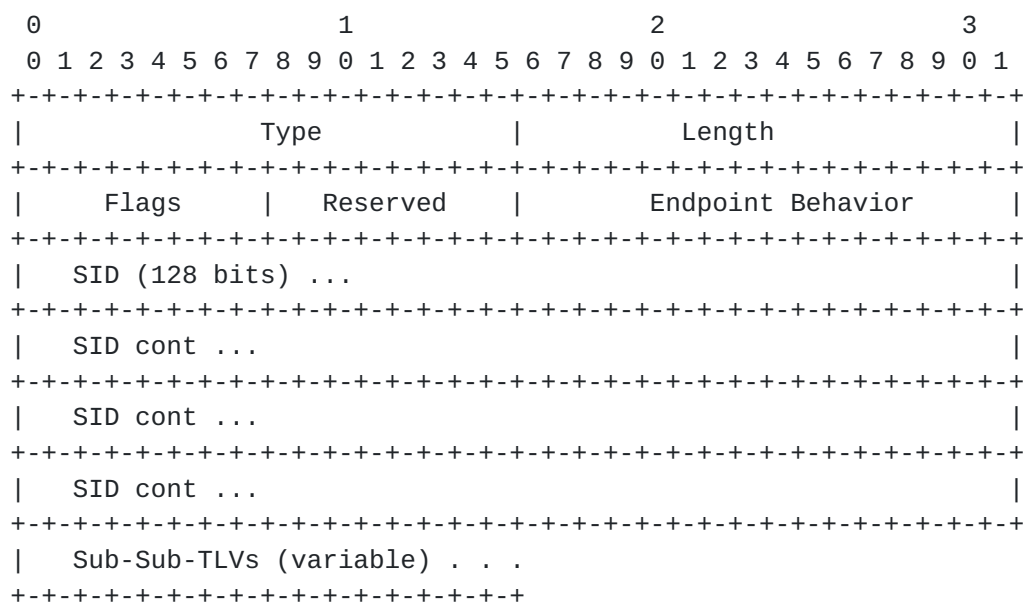 0                   1                   2                   3
 0 1 2 3 4 5 6 7 8 9 0 1 2 3 4 5 6 7 8 9 0 1 2 3 4 5 6 7 8 9 0 1
+-+-+-+-+-+-+-+-+-+-+-+-+-+-+-+-+-+-+-+-+-+-+-+-+-+-+-+-+-+-+-+-+
|               Type            |          Length               |
+-+-+-+-+-+-+-+-+-+-+-+-+-+-+-+-+-+-+-+-+-+-+-+-+-+-+-+-+-+-+-+-+
|     Flags     |   Reserved    |        Endpoint Behavior      |
+-+-+-+-+-+-+-+-+-+-+-+-+-+-+-+-+-+-+-+-+-+-+-+-+-+-+-+-+-+-+-+-+
|   SID (128 bits) ...                                          |
+-+-+-+-+-+-+-+-+-+-+-+-+-+-+-+-+-+-+-+-+-+-+-+-+-+-+-+-+-+-+-+-+
|   SID cont ...                                                |
+-+-+-+-+-+-+-+-+-+-+-+-+-+-+-+-+-+-+-+-+-+-+-+-+-+-+-+-+-+-+-+-+
|   SID cont ...                                                |
+-+-+-+-+-+-+-+-+-+-+-+-+-+-+-+-+-+-+-+-+-+-+-+-+-+-+-+-+-+-+-+-+
|   SID cont ...                                                |
+-+-+-+-+-+-+-+-+-+-+-+-+-+-+-+-+-+-+-+-+-+-+-+-+-+-+-+-+-+-+-+-+
|   Sub-Sub-TLVs (variable) . . .
+-+-+-+-+-+-+-+-+-+-+-+-+-+-+-+-+